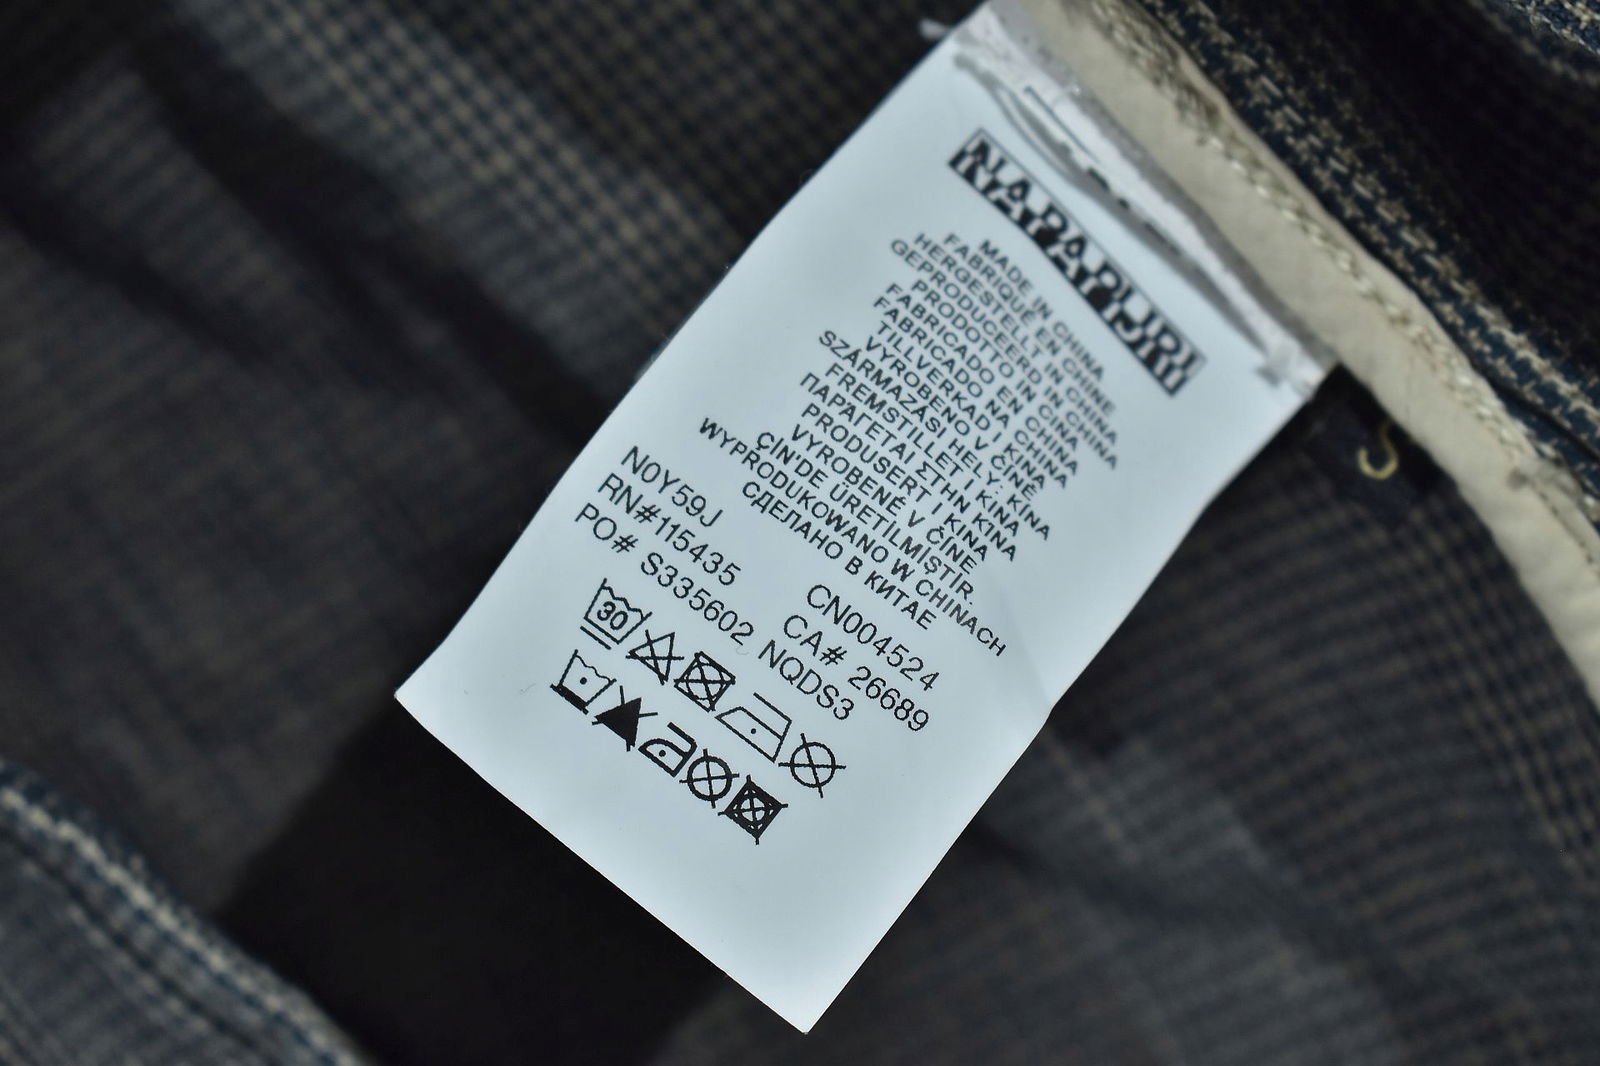 NAPAPIJRI
MADE IN CHINA
FABRIQUÉ EN CHINE
HERGESTELLT IN CHINA
GEPRODUCEERD IN CHINA
PRODOTTO IN CINA
FABRICADO EN CHINA
FABRICADO NA CHINA
TILLVERKAD I KINA
VYROBENO V ČÍNĚ
SZÁRMAZÁSI HELY: KÍNA
FREMSTILLET I KINA
ΠΑΡΑΓΕΤΑΙ ΣΤΗΝ ΚΙΝΑ
PRODUSERT I KINA
VYROBENÉ V ČÍNE
ÇIN'DE ÜRETİLMİŞTİR.
WYPRODUKOWANO W CHINACH
СДЕЛАНО В КИТАЕ
N0Y59J CN004524
RN#115435 CA# 26689
PO# S335602 NQDS3
30
S